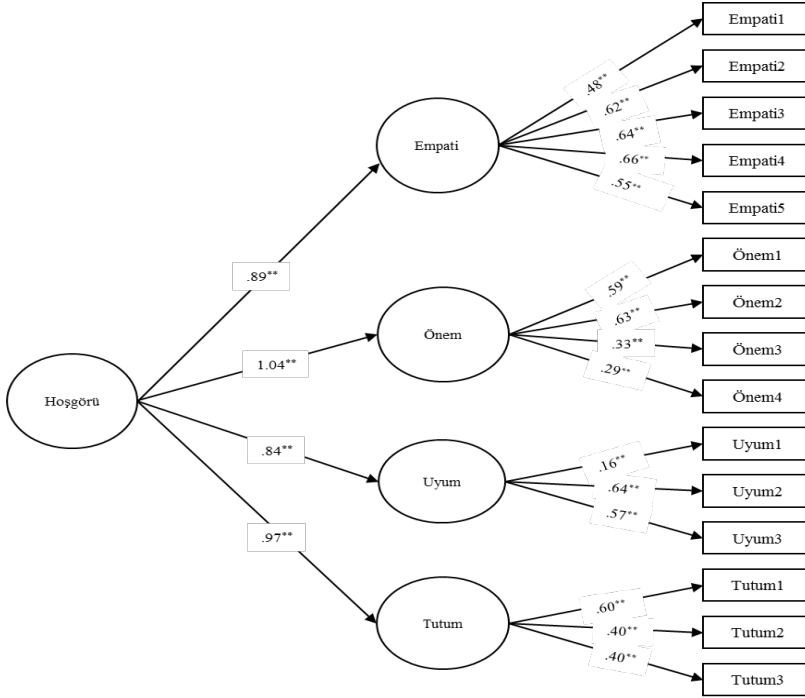 Empati1
Empati2
Empati3
Empati4
Empati5
.48**
.62**
.64**
.66**
.55**
Empati
.89**
Önem1
Önem2
Önem3
Önem4
.59**
.63**
.33**
.29**
Önem
1.04**
Hoşgörü
.84**
Uyum
.16**
.64**
.57**
Uyum1
Uyum2
Uyum3
.97**
Tutum
.60**
.40**
.40**
Tutum1
Tutum2
Tutum3